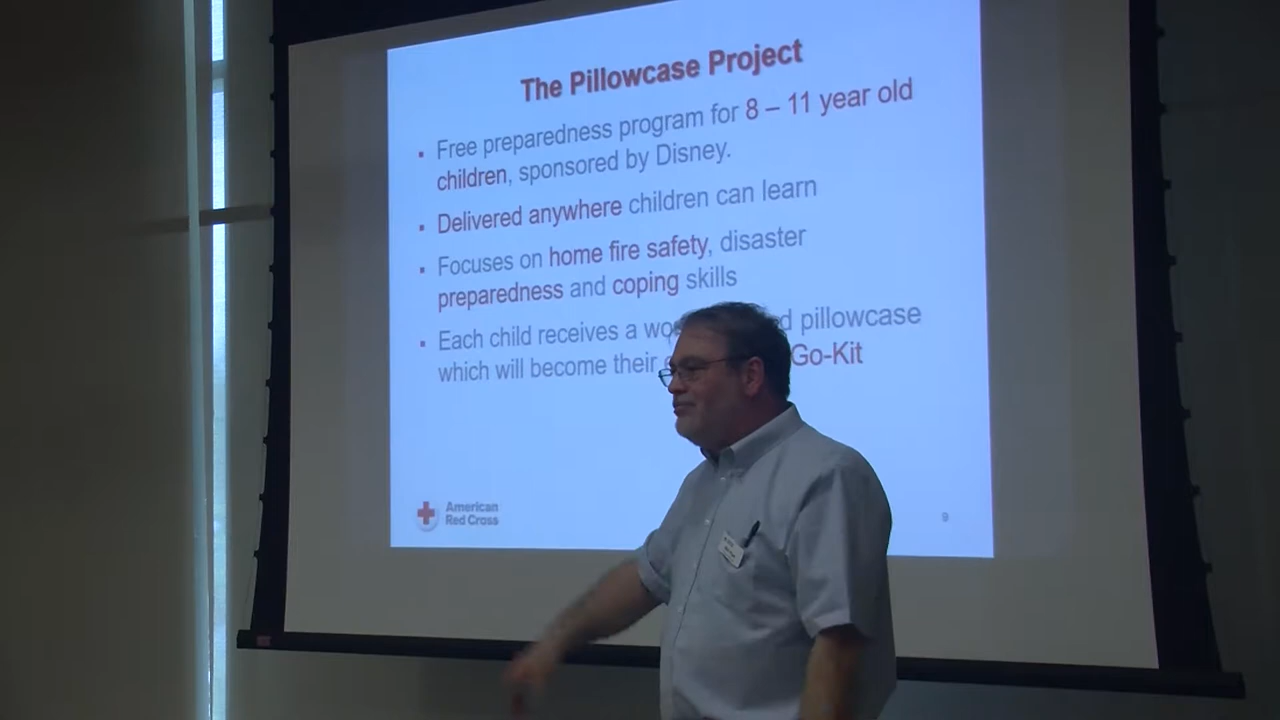 The Pillowcase Project
▪ Free preparedness program for 8 – 11 year old
children, sponsored by Disney.
▪ Delivered anywhere children can learn
▪ Focuses on home fire safety, disaster
preparedness and coping skills
▪ Each child receives a pillowcase
which will become their Go-Kit
American
Red Cross
9